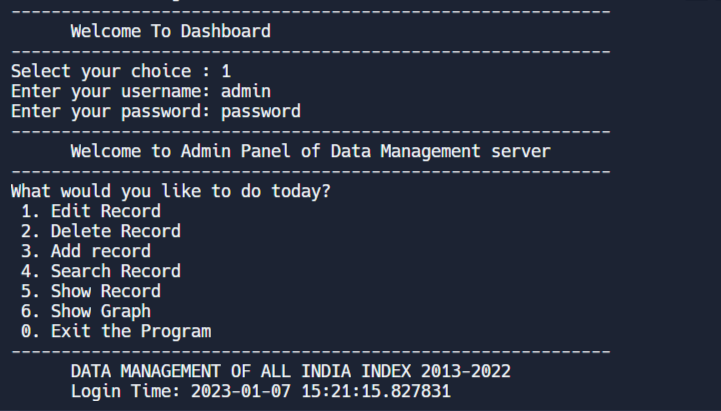 ------------------------------------------------------------
Welcome To Dashboard
------------------------------------------------------------
Select your choice : 1
Enter your username: admin
Enter your password: password
------------------------------------------------------------
Welcome to Admin Panel of Data Management server
------------------------------------------------------------
What would you like to do today?
1. Edit Record
2. Delete Record
3. Add record
4. Search Record
5. Show Record
6. Show Graph
0. Exit the Program
------------------------------------------------------------
DATA MANAGEMENT OF ALL INDIA INDEX 2013-2022
Login Time: 2023-01-07 15:21:15.827831